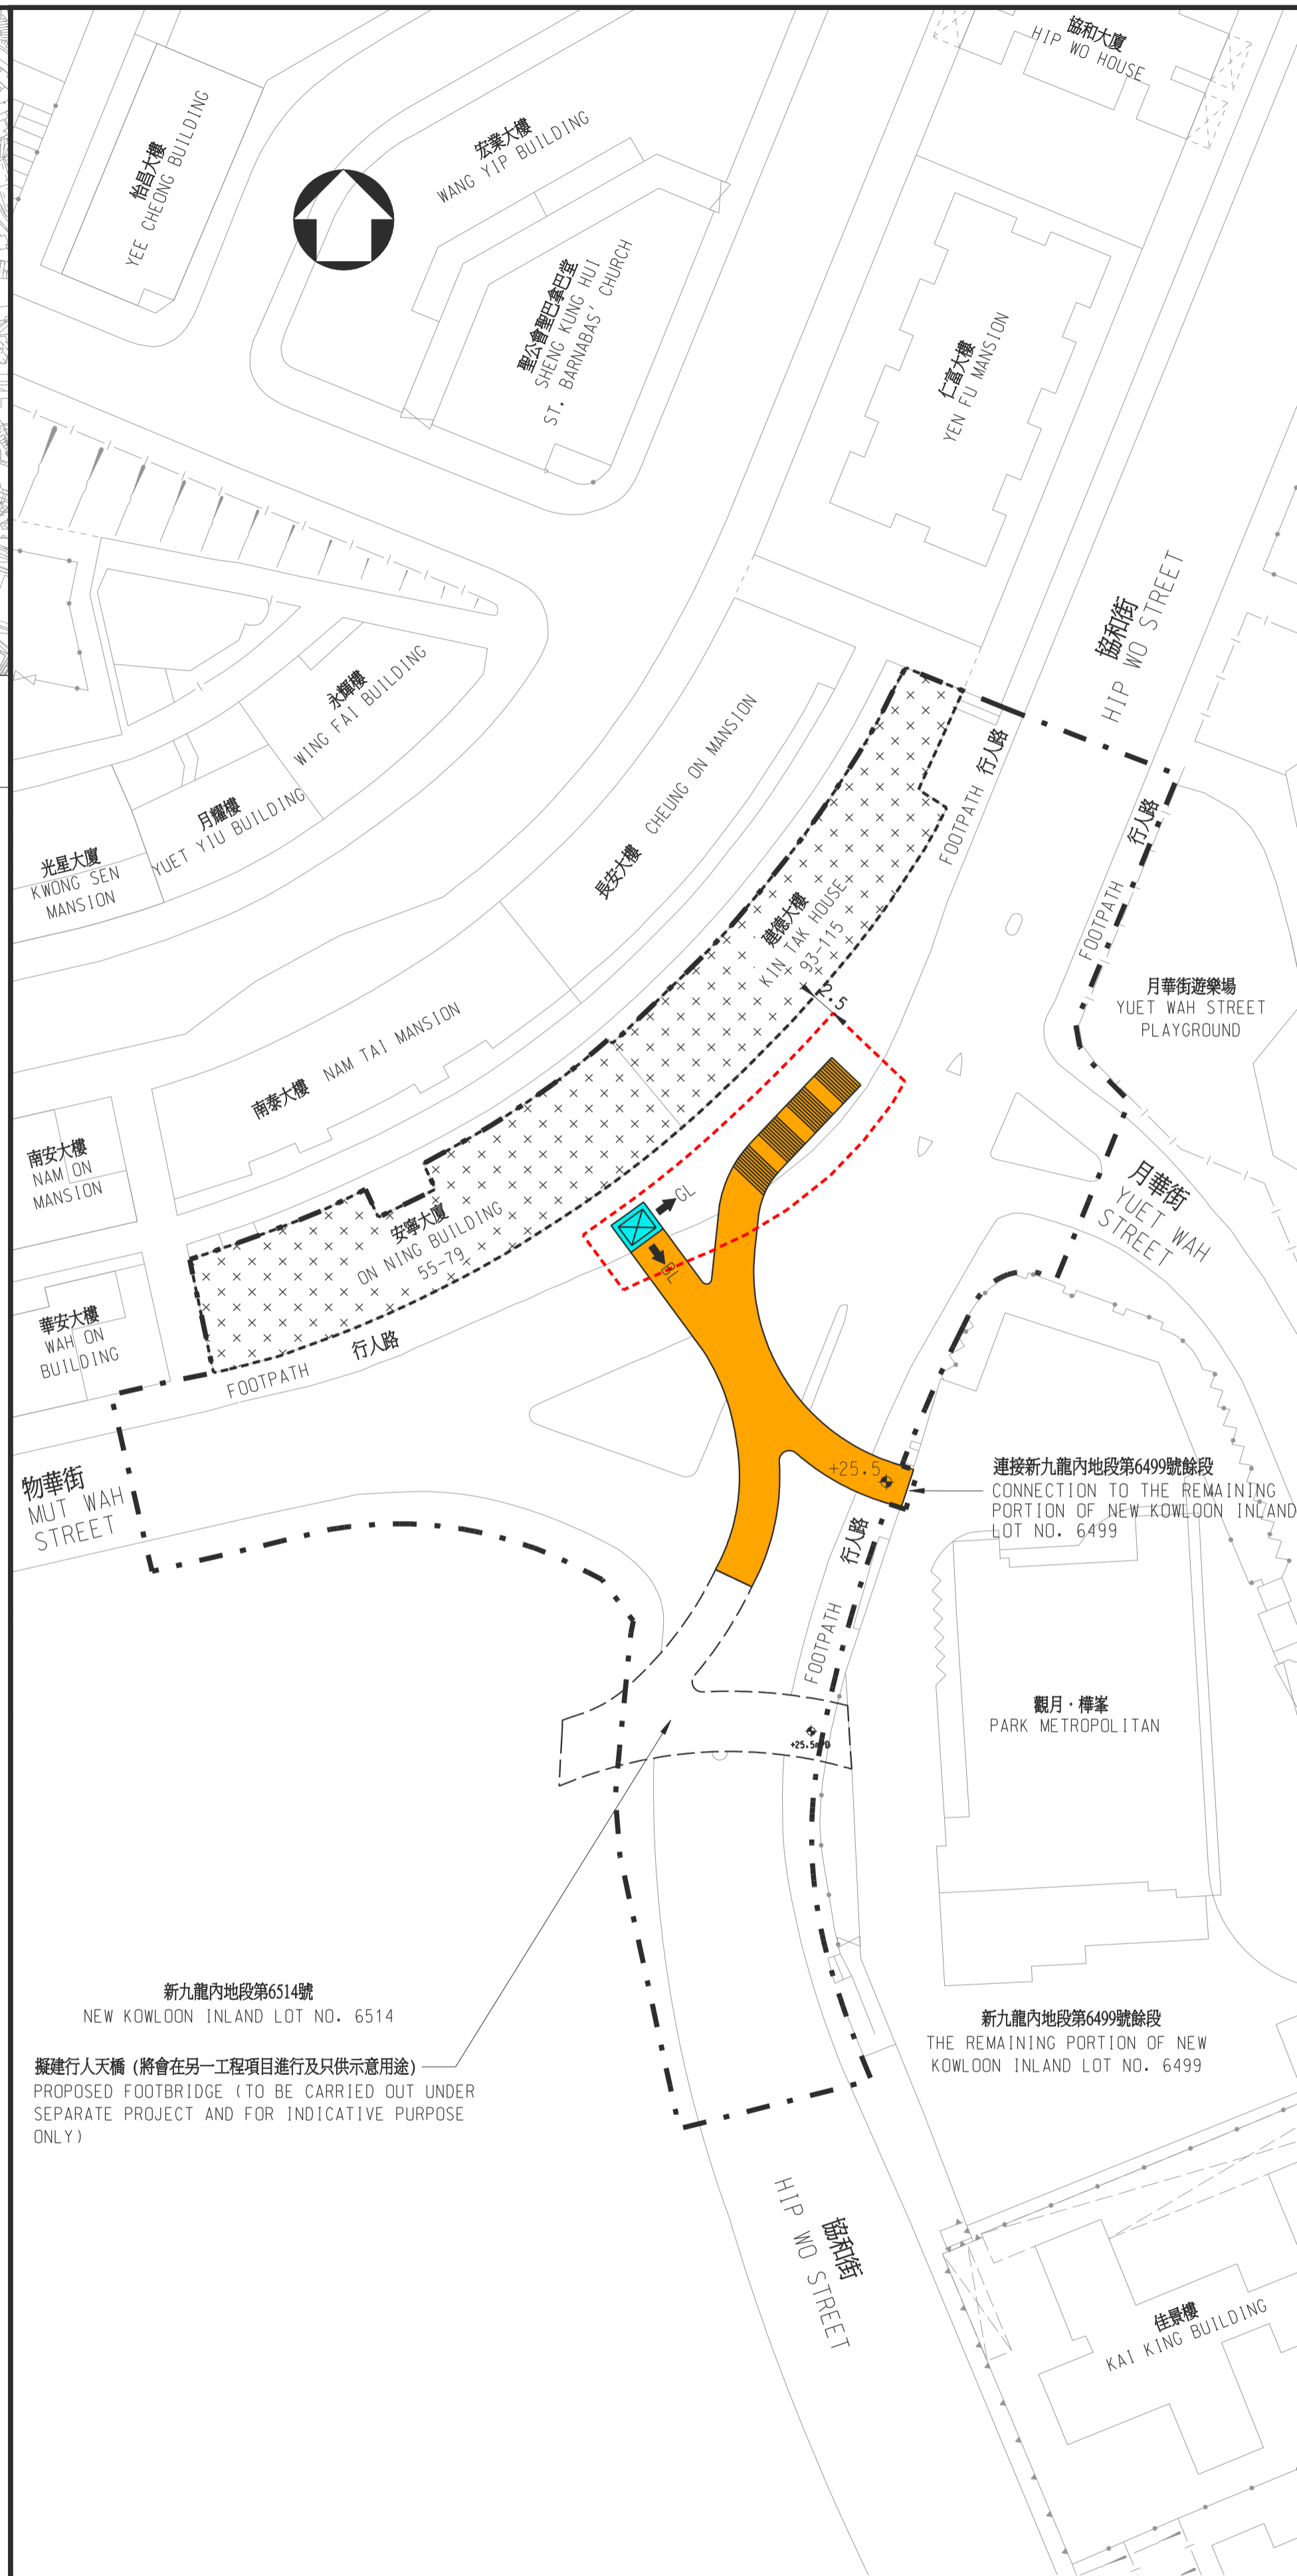 協和大廈
HIP WO HOUSE
怡昌大樓
YEE CHEONG BUILDING
宏業大樓
WANG YIP BUILDING
聖公會聖巴拿巴堂
SHENG KUNG HUI
ST. BARNABAS' CHURCH
仁富大樓
YEN FU MANSION
協和街
HIP WO STREET
永輝樓
WING FAI BUILDING
月耀樓
YUET YIU BUILDING
光星大廈
KWONG SEN
MANSION
長安大樓 CHEUNG ON MANSION
FOOTPATH 行人路
FOOTPATH 行人路
建德大樓
KIN TAK HOUSE
93-115
2.5
月華街遊樂場
YUET WAH STREET
PLAYGROUND
南泰大樓 NAM TAI MANSION
南安大樓
NAM ON
MANSION
月華街
YUET WAH
STREET
安寧大廈
ON NING BUILDING
55-79
GL
BL
華安大樓
WAH ON
BUILDING
FOOTPATH 行人路
物華街
MUT WAH
STREET
+25.5
連接新九龍內地段第6499號餘段
CONNECTION TO THE REMAINING
PORTION OF NEW KOWLOON INLAND
LOT NO. 6499
FOOTPATH 行人路
觀月·樺峯
PARK METROPOLITAN
+25.5mPD
新九龍內地段第6514號
NEW KOWLOON INLAND LOT NO. 6514
擬建行人天橋 (將會在另一工程項目進行及只供示意用途)
PROPOSED FOOTBRIDGE (TO BE CARRIED OUT UNDER
SEPARATE PROJECT AND FOR INDICATIVE PURPOSE
ONLY)
新九龍內地段第6499號餘段
THE REMAINING PORTION OF NEW
KOWLOON INLAND LOT NO. 6499
協和街
HIP WO STREET
佳景樓
KAI KING BUILDING